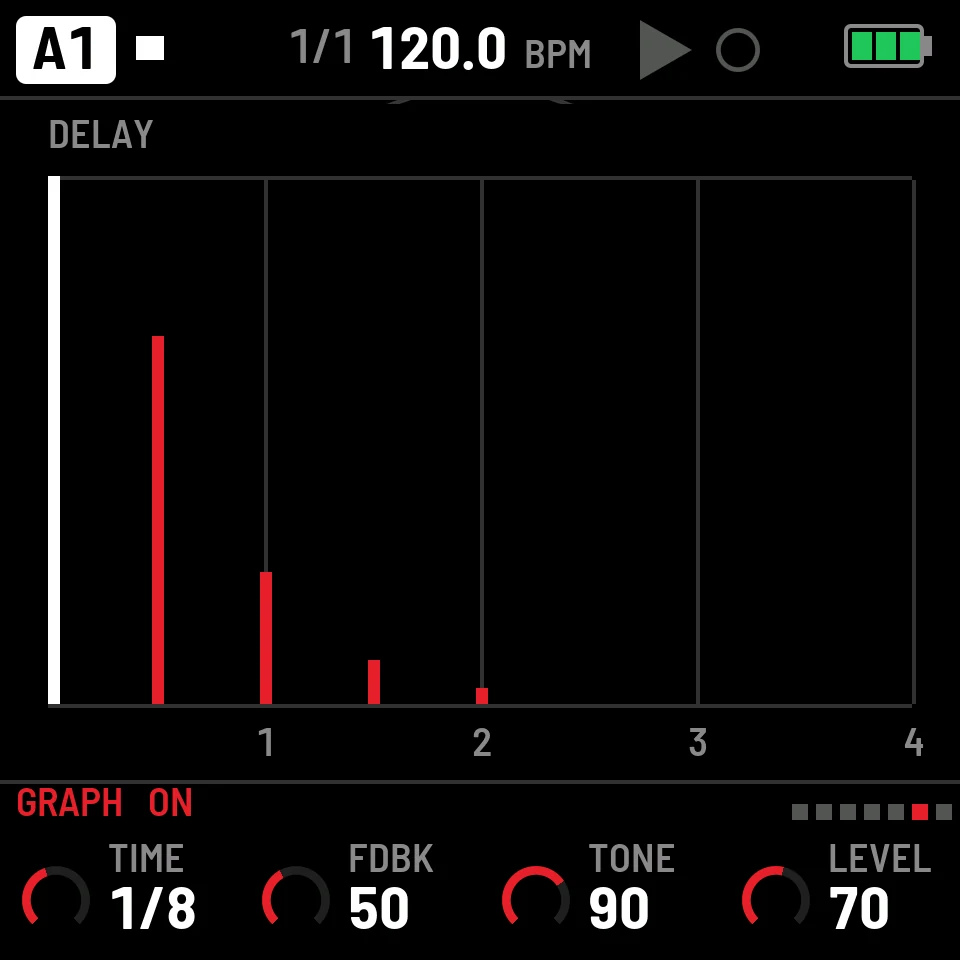 A1 1/1 120.0 BPM
DELAY
1 2 3 4
GRAPH ON
TIME FDBK TONE LEVEL
1/8 50 90 70